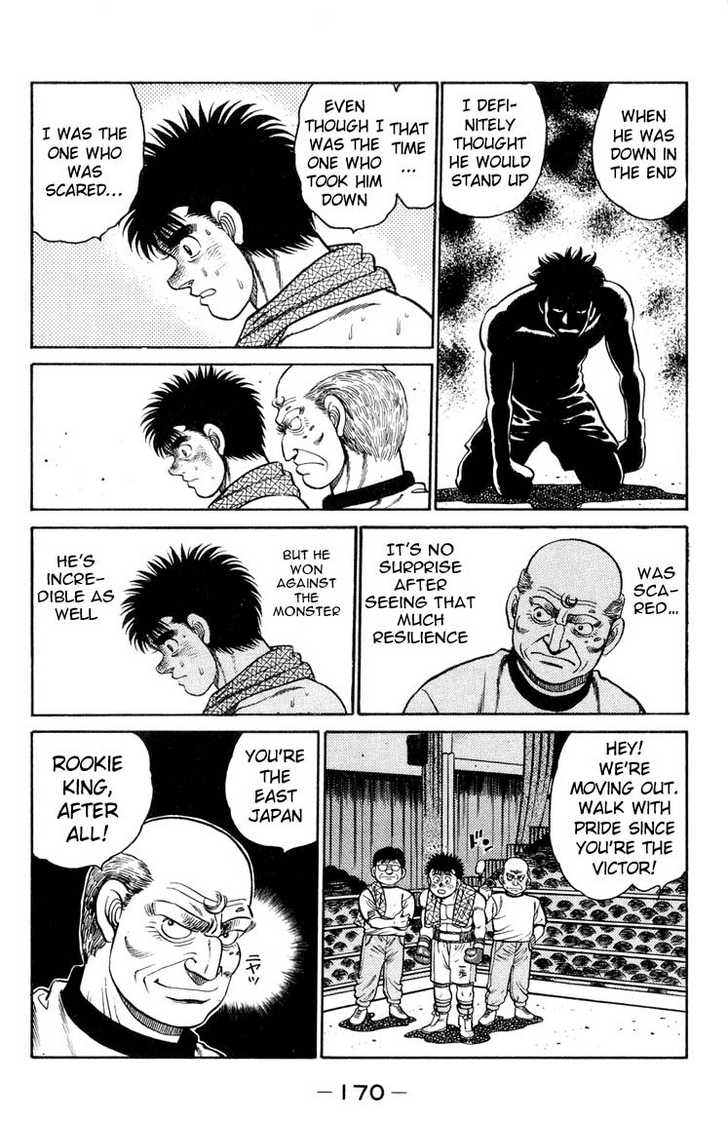 WHEN
HE WAS
DOWN IN
THE END
I DEFI-
NITELY
THOUGHT
HE WOULD
STAND UP
THAT
TIME
...
EVEN
THOUGH I
WAS THE
ONE WHO
TOOK HIM
DOWN
I WAS THE
ONE WHO
WAS
SCARED...
WAS
SCA-
RED...
IT'S NO
SURPRISE
AFTER
SEEING THAT
MUCH
RESILIENCE
BUT HE
WON
AGAINST
THE
MONSTER
HE'S
INCRE-
DIBLE AS
WELL
HEY!
WE'RE
MOVING OUT.
WALK WITH
PRIDE SINCE
YOU'RE THE
VICTOR!
ドン
YOU'RE
THE
EAST
JAPAN
ROOKIE
KING,
AFTER
ALL!
ニヤッ
-170-